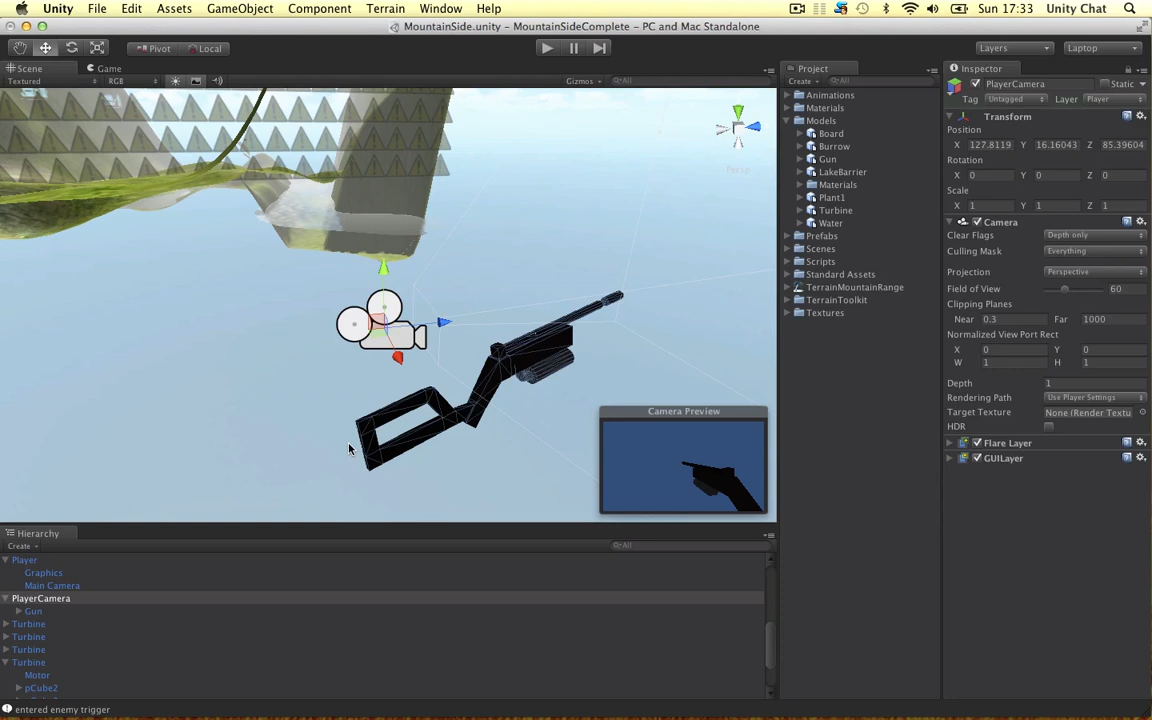 Unity File Edit Assets GameObject Component Terrain Window Help Sun 17:33 Unity Chat
MountainSide.unity - MountainSideComplete - PC and Mac Standalone
Pivot Local Layers Laptop
Scene Game Project Inspector
Textured RGB Gizmos All Create All
PlayerCamera Static
Tag Untagged Layer Player
Transform
Position
X 127.8119 Y 16.16043 Z 85.39604
Rotation
X 0 Y 0 Z 0
Scale
X 1 Y 1 Z 1
Camera
Clear Flags Depth only
Culling Mask Everything
Projection Perspective
Field of View 60
Clipping Planes
Near 0.3 Far 1000
Normalized View Port Rect
X 0 Y 0
W 1 H 1
Depth 1
Rendering Path Use Player Settings
Target Texture None (Render Textu
HDR
Flare Layer
GUILayer
Animations
Materials
Models
Board
Burrow
Gun
LakeBarrier
Materials
Plant1
Turbine
Water
Prefabs
Scenes
Scripts
Standard Assets
TerrainMountainRange
TerrainToolkit
Textures
Persp
Camera Preview
Hierarchy
Create All
Player
Graphics
Main Camera
PlayerCamera
Gun
Turbine
Turbine
Turbine
Turbine
Motor
pCube2
entered enemy trigger